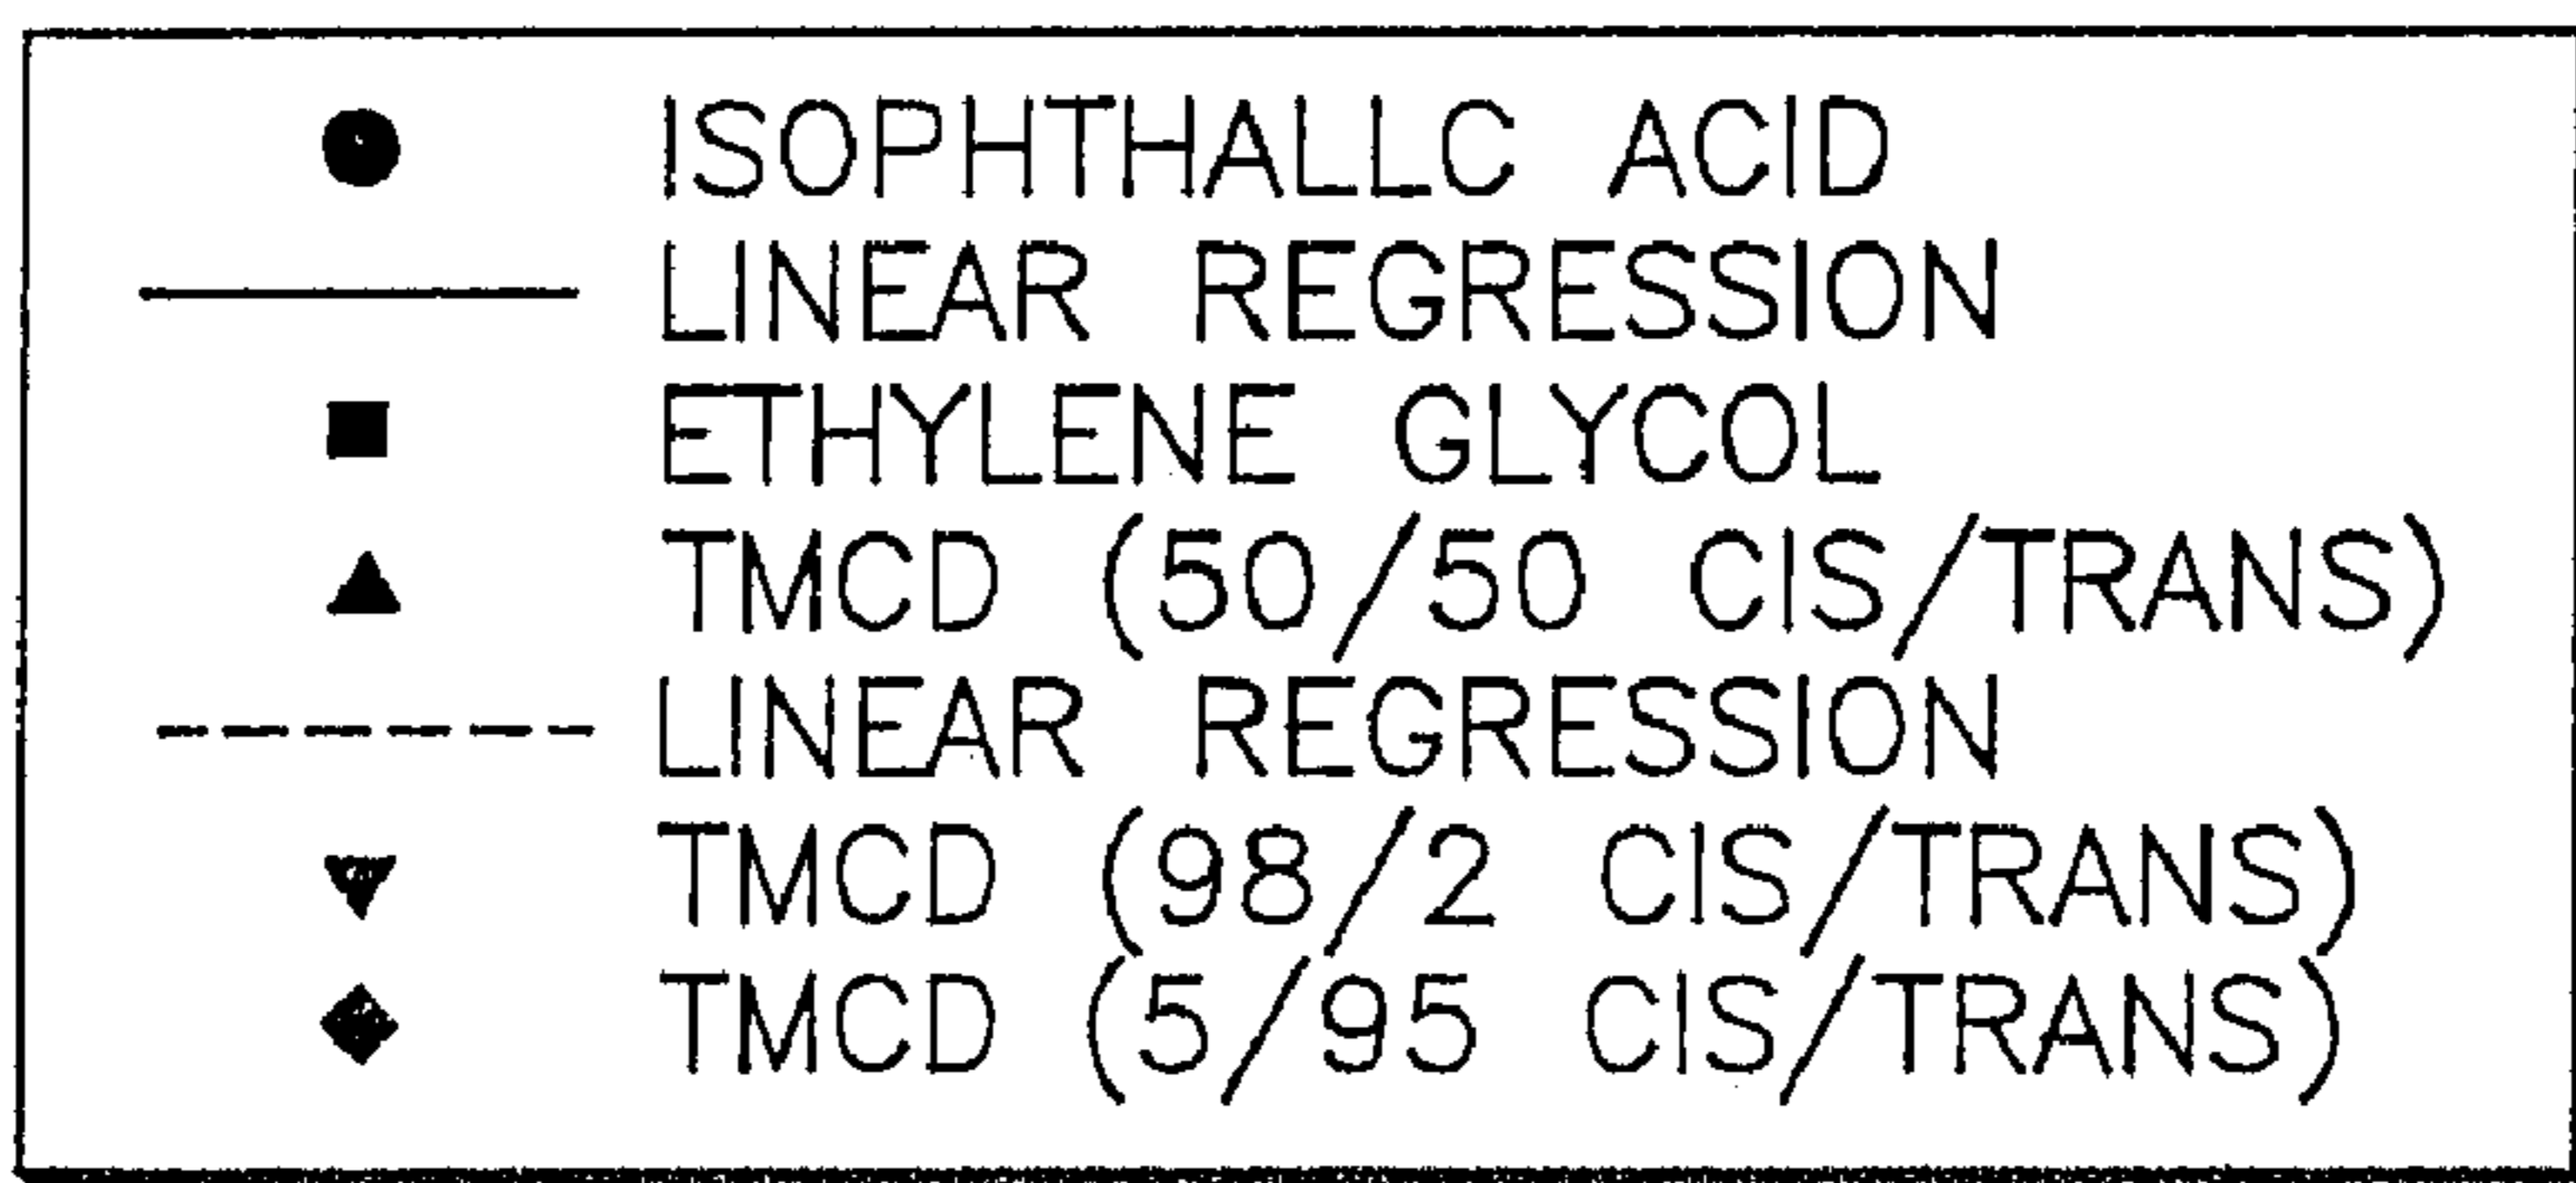 ISOPHTHALLC ACID
LINEAR REGRESSION
ETHYLENE GLYCOL
TMCD (50/50 CIS/TRANS)
LINEAR REGRESSION
TMCD (98/2 CIS/TRANS)
TMCD (5/95 CIS/TRANS)